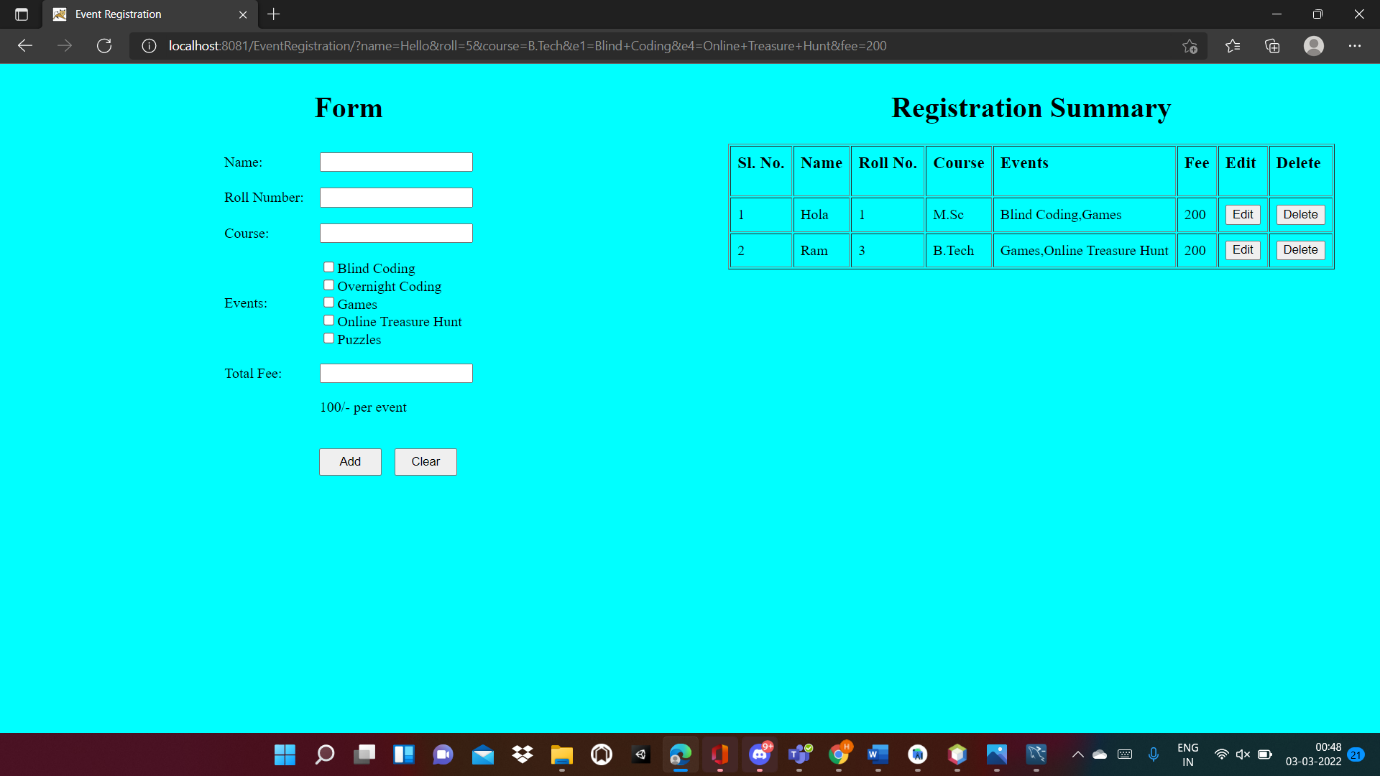 Event Registration
localhost:8081/EventRegistration/?name=Hello&roll=5&course=B.Tech&e1=Blind+Coding&e4=Online+Treasure+Hunt&fee=200
Form
Name:
Roll Number:
Course:
Events:
Blind Coding
Overnight Coding
Games
Online Treasure Hunt
Puzzles
Total Fee:
100/- per event
Add Clear
Registration Summary
Sl. No. Name Roll No. Course Events Fee Edit Delete
1 Hola 1 M.Sc Blind Coding,Games 200 Edit Delete
2 Ram 3 B.Tech Games,Online Treasure Hunt 200 Edit Delete
9+
H
W
ENG
IN
00:48
03-03-2022
21